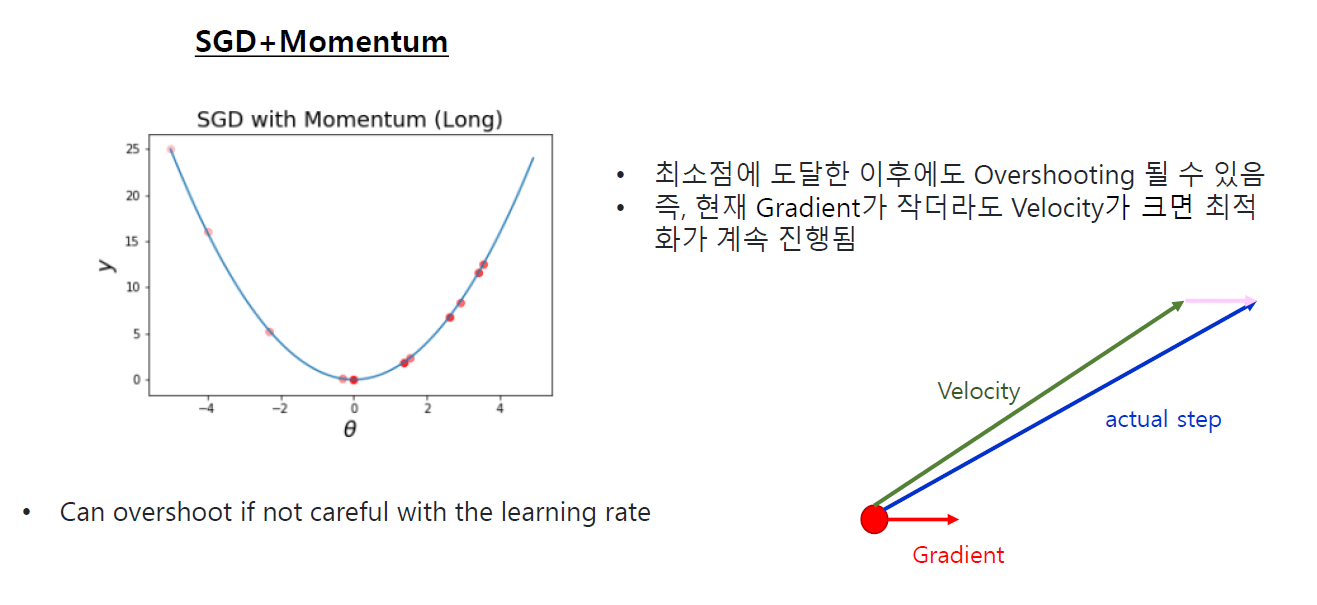 SGD+Momentum
SGD with Momentum (Long)
25
20
15
10
5
0
y
−4
−2
0
2
4
θ
• 최소점에 도달한 이후에도 Overshooting 될 수 있음
• 즉, 현재 Gradient가 작더라도 Velocity가 크면 최적
화가 계속 진행됨
Velocity
actual step
Gradient
• Can overshoot if not careful with the learning rate